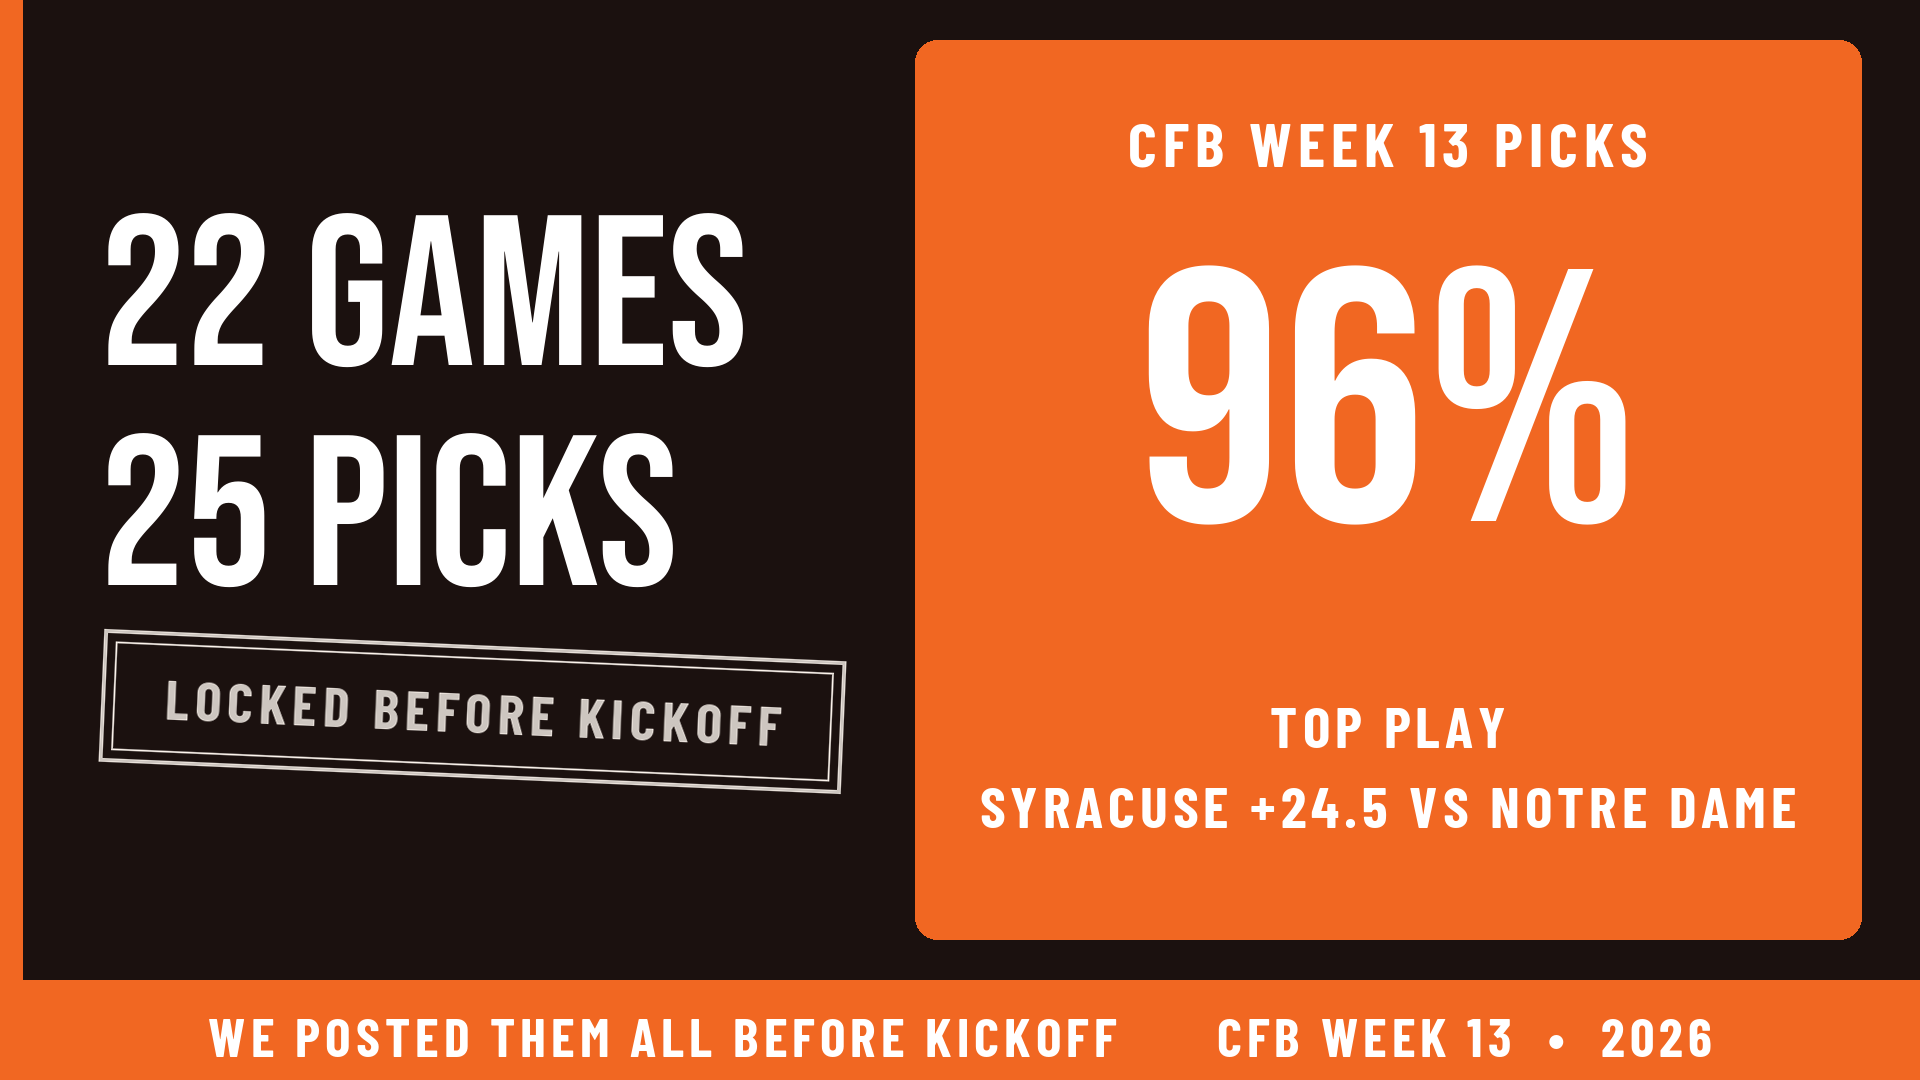 22 GAMES
25 PICKS
LOCKED BEFORE KICKOFF
CFB WEEK 13 PICKS
96%
TOP PLAY
SYRACUSE +24.5 VS NOTRE DAME
WE POSTED THEM ALL BEFORE KICKOFF
CFB WEEK 13 • 2026